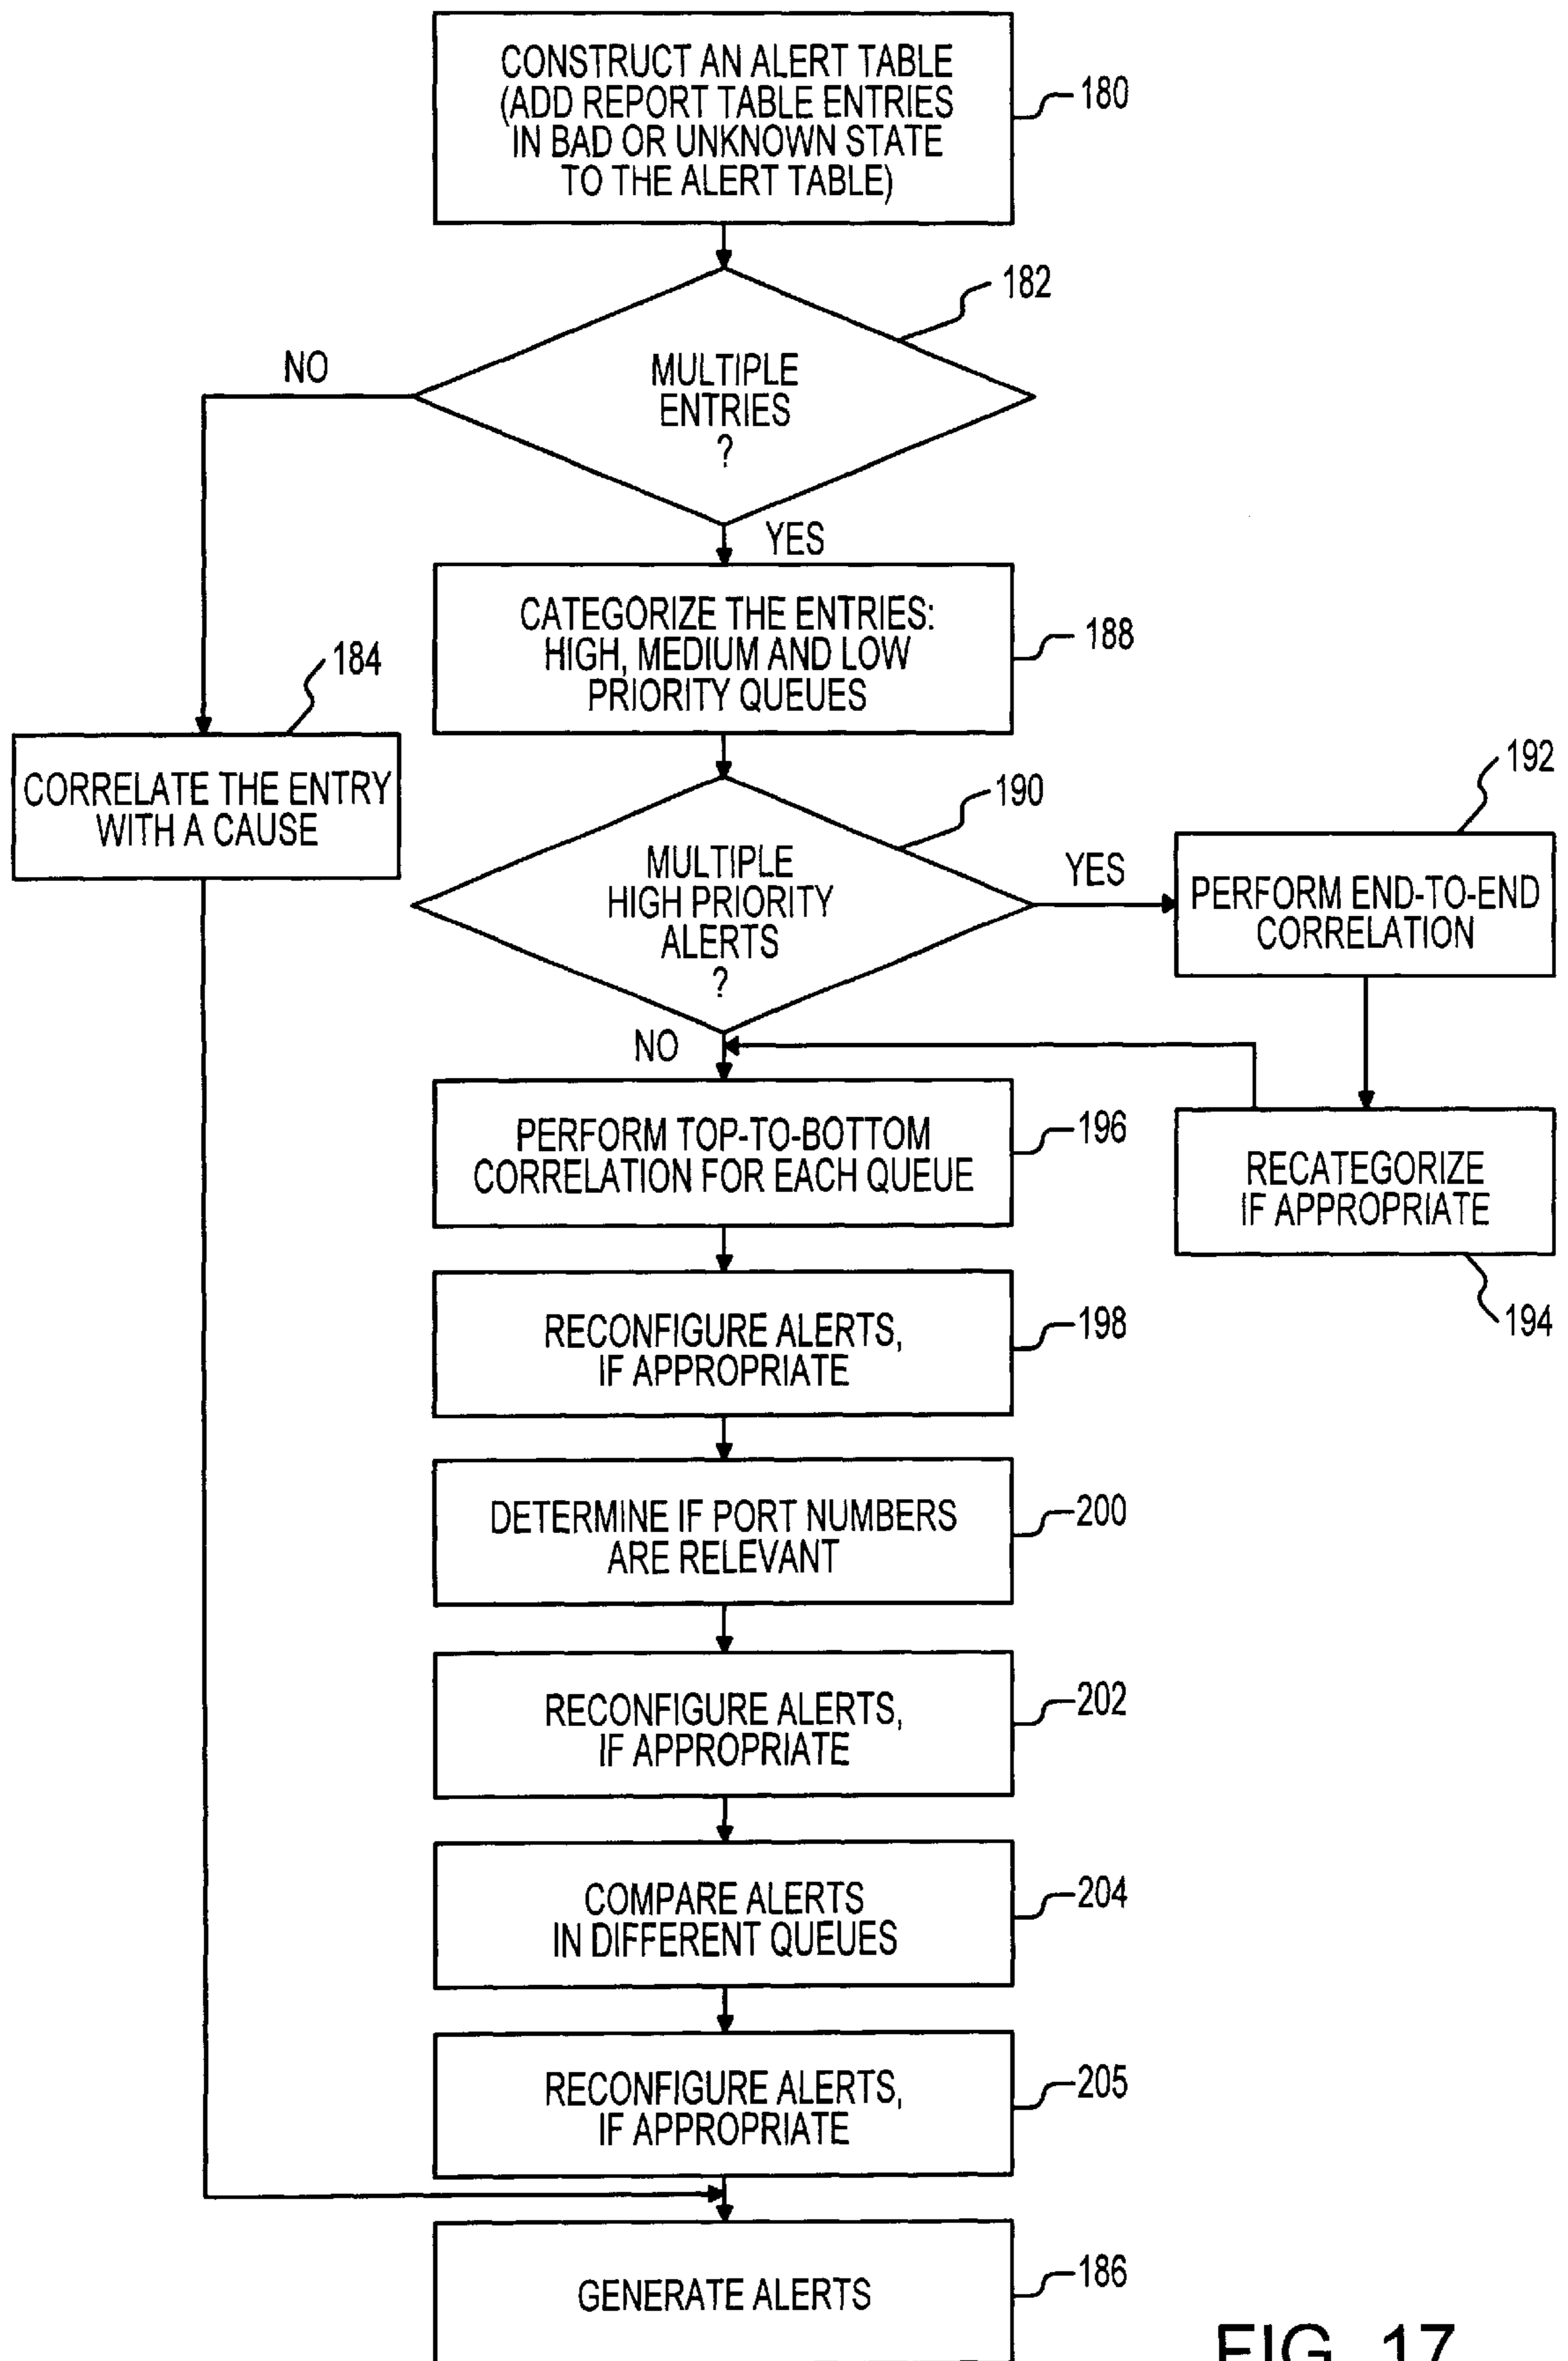 CONSTRUCT AN ALERT TABLE
(ADD REPORT TABLE ENTRIES
IN BAD OR UNKNOWN STATE
TO THE ALERT TABLE)
180
182
NO
MULTIPLE
ENTRIES
?
YES
CATEGORIZE THE ENTRIES:
HIGH, MEDIUM AND LOW
PRIORITY QUEUES
188
184
CORRELATE THE ENTRY
WITH A CAUSE
190
MULTIPLE
HIGH PRIORITY
ALERTS
?
YES
192
PERFORM END-TO-END
CORRELATION
NO
PERFORM TOP-TO-BOTTOM
CORRELATION FOR EACH QUEUE
196
RECATEGORIZE
IF APPROPRIATE
194
RECONFIGURE ALERTS,
IF APPROPRIATE
198
DETERMINE IF PORT NUMBERS
ARE RELEVANT
200
RECONFIGURE ALERTS,
IF APPROPRIATE
202
COMPARE ALERTS
IN DIFFERENT QUEUES
204
RECONFIGURE ALERTS,
IF APPROPRIATE
205
GENERATE ALERTS
186
FIG. 17